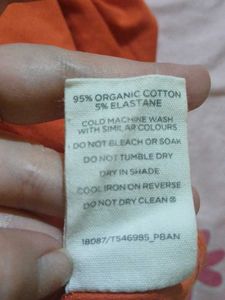 95% ORGANIC COTTON
5% ELASTANE
COLD MACHINE WASH
WITH SIMILAR COLOURS
DO NOT BLEACH OR SOAK
DO NOT TUMBLE DRY
DRY IN SHADE
COOL IRON ON REVERSE
DO NOT DRY CLEAN ⓧ
18087/T546985_PBAN